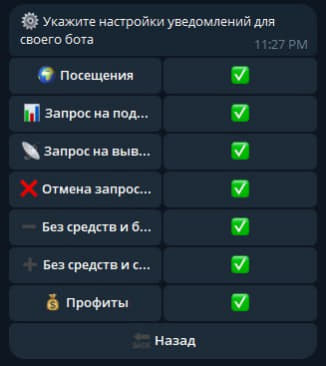 ⚙️ Укажите настройки уведомлений для
своего бота
11:27 PM
🌍 Посещения ✅
📊 Запрос на под... ✅
📡 Запрос на выв... ✅
❌ Отмена запрос... ✅
➖ Без средств и б... ✅
➕ Без средств и с... ✅
💰 Профиты ✅
🔙 Назад